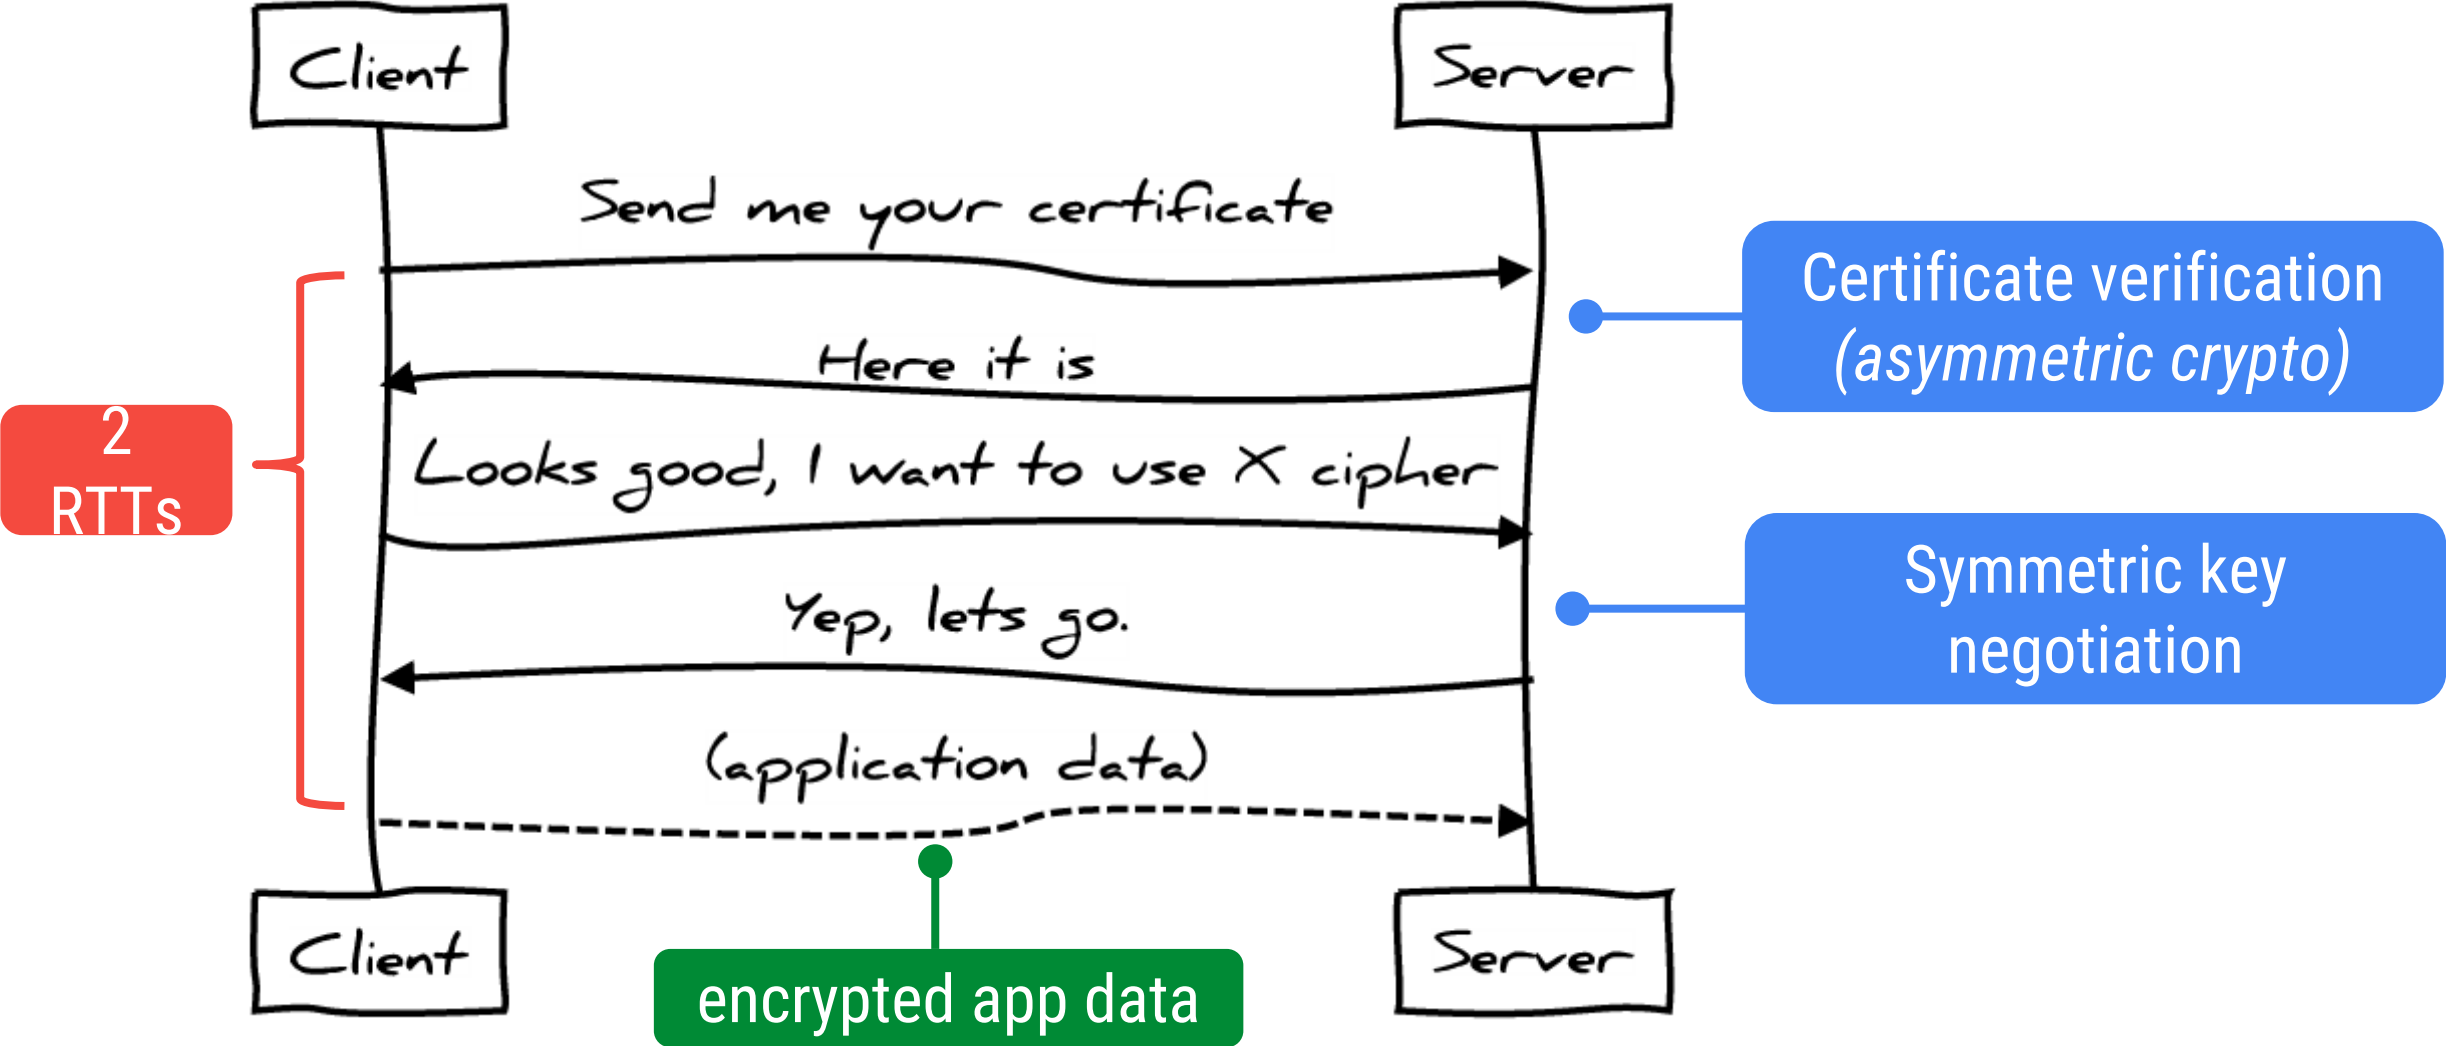 Client
Server
Send me your certificate
Certificate verification
(asymmetric crypto)
Here it is
2
RTTs
Looks good, I want to use X cipher
Symmetric key
negotiation
Yep, lets go.
(application data)
Client
Server
encrypted app data